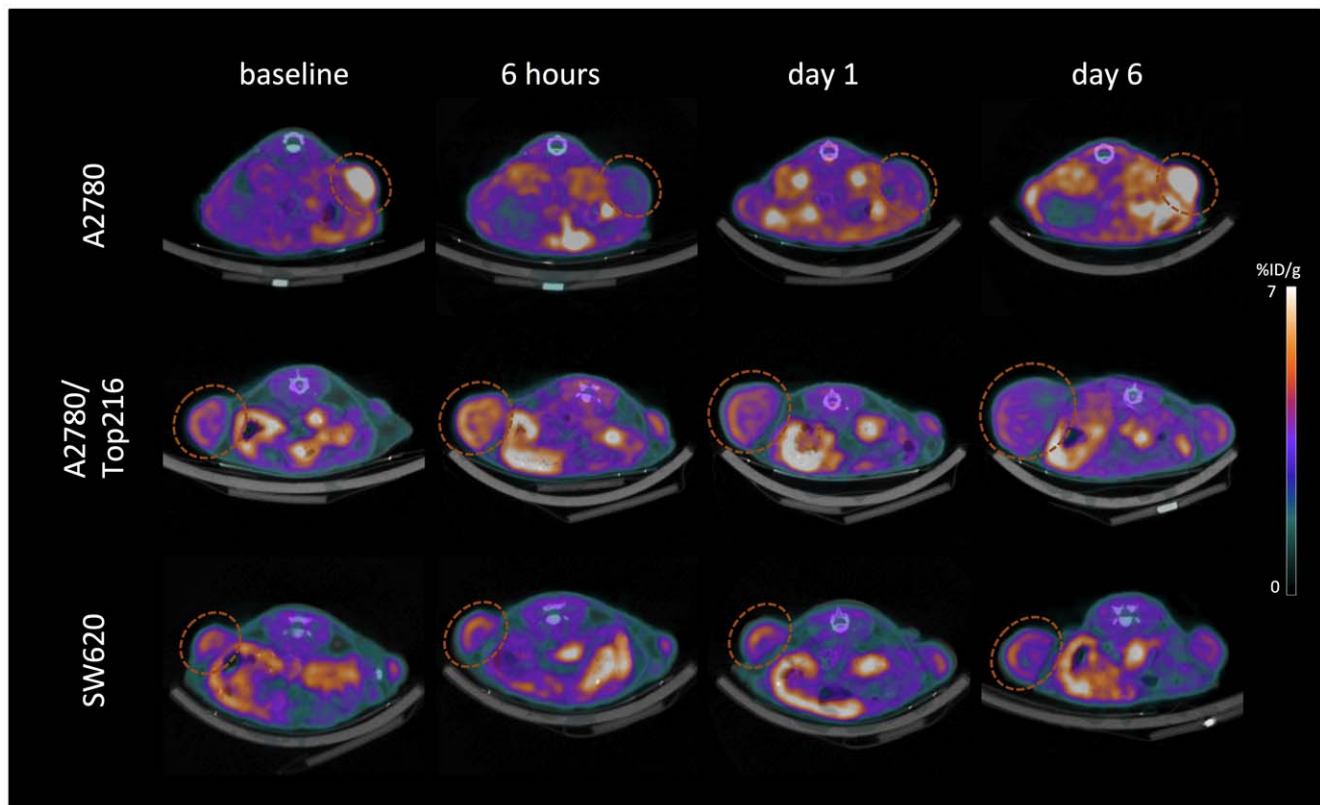 baseline
6 hours
day 1
day 6
A2780
%ID/g
7
A2780/
Top216
0
SW620